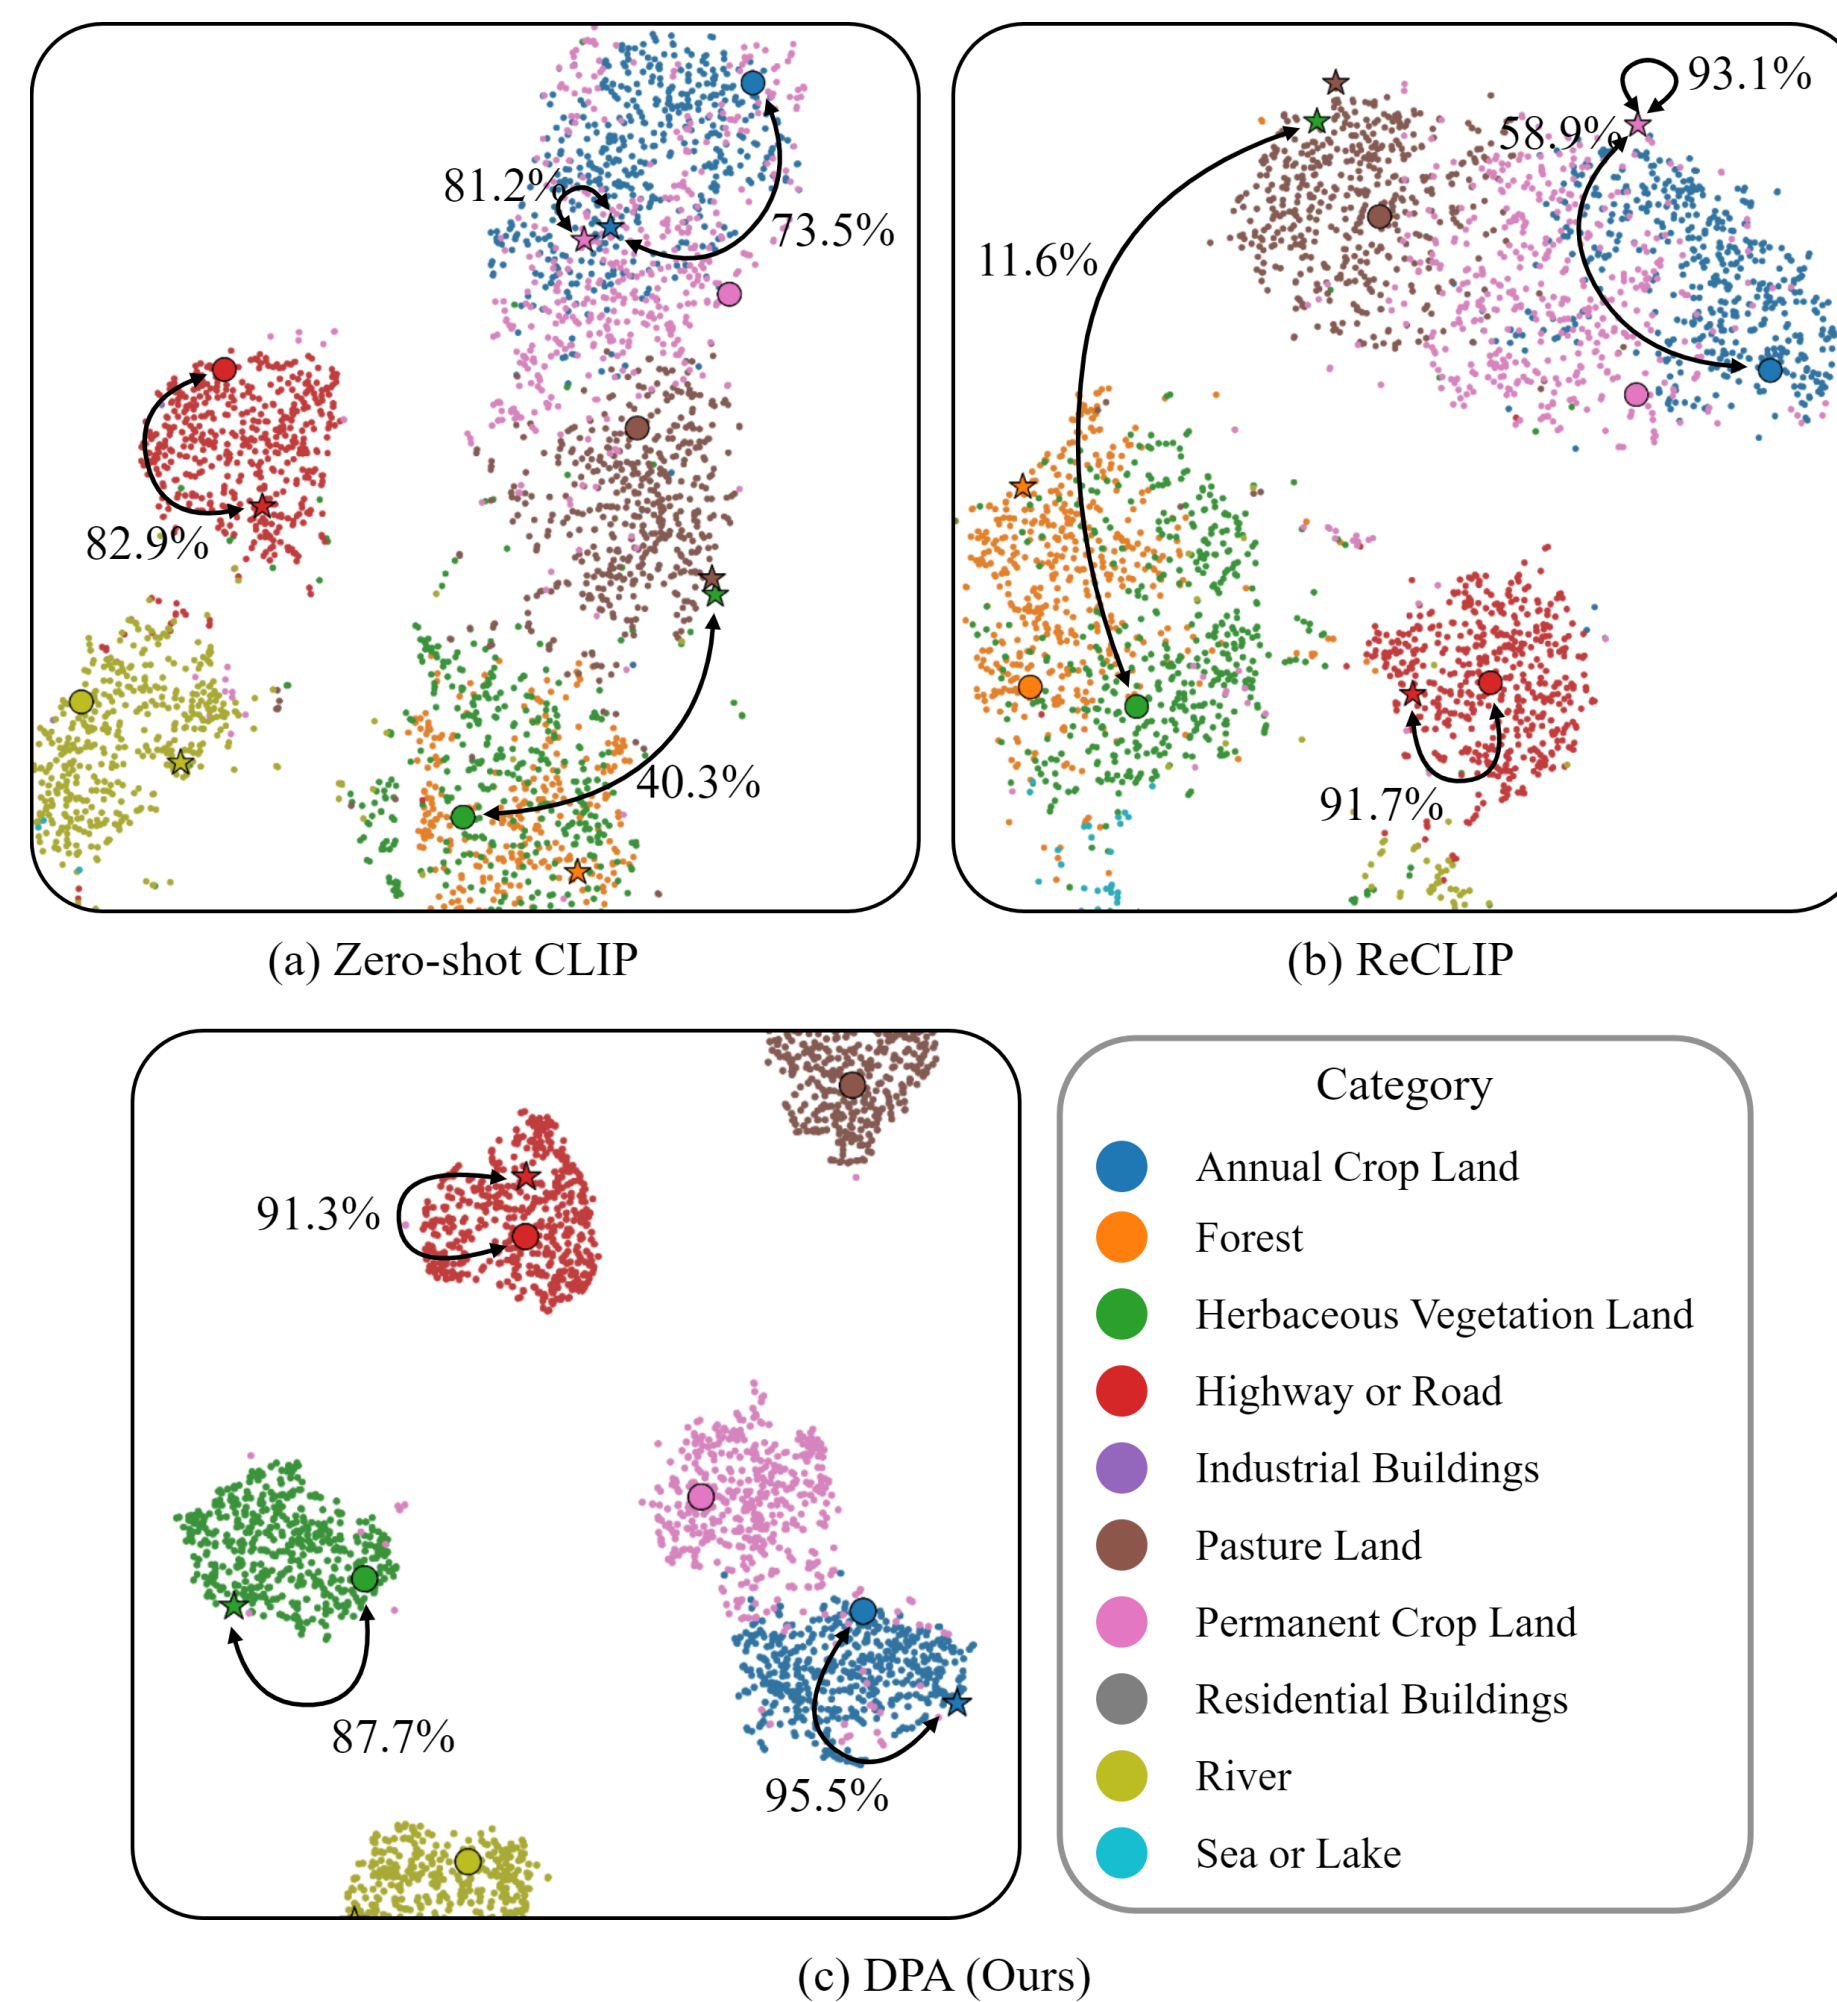 81.2%
73.5%
82.9%
40.3%
(a) Zero-shot CLIP
93.1%
58.9%
11.6%
91.7%
(b) ReCLIP
91.3%
87.7%
95.5%
Category
Annual Crop Land
Forest
Herbaceous Vegetation Land
Highway or Road
Industrial Buildings
Pasture Land
Permanent Crop Land
Residential Buildings
River
Sea or Lake
(c) DPA (Ours)